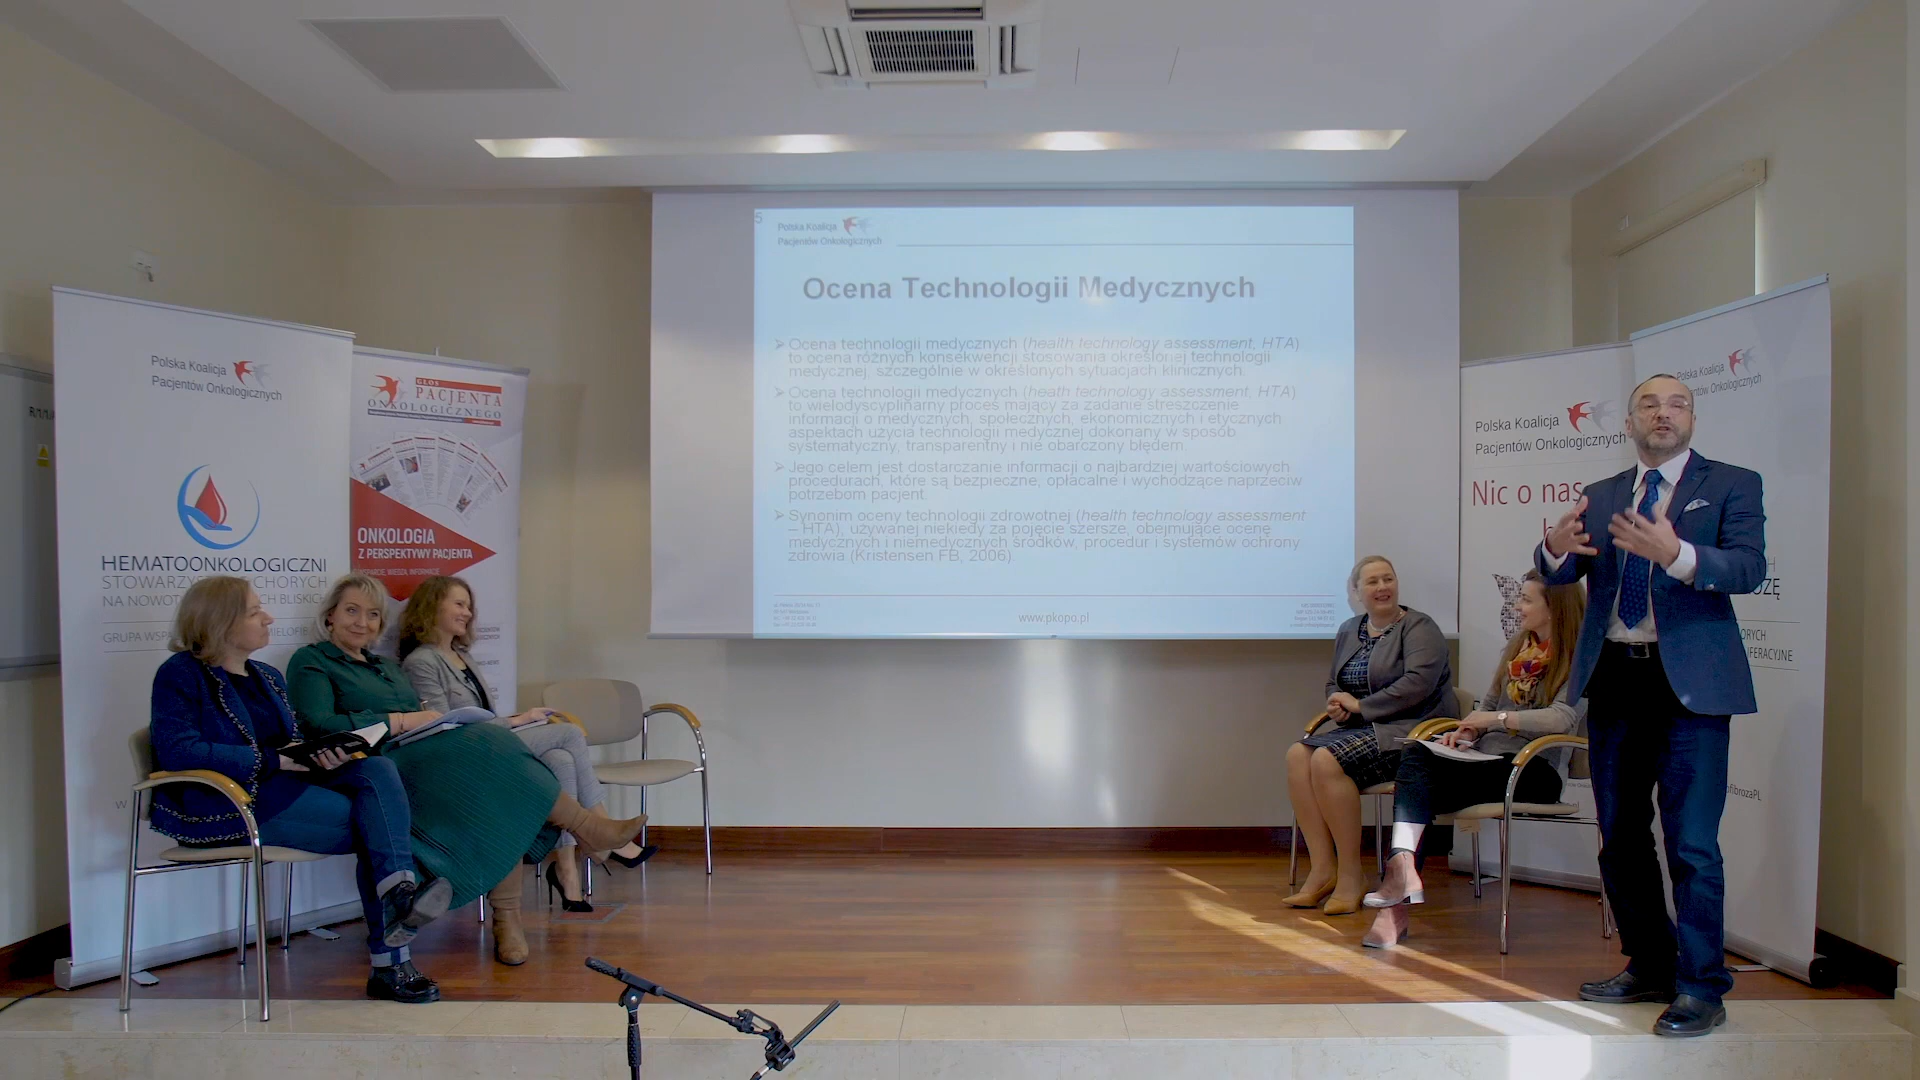 5
Polska Koalicja
Pacjentów Onkologicznych
Ocena Technologii Medycznych
➢ Ocena technologii medycznych (health technology assessment, HTA)
to ocena różnych konsekwencji stosowania określonej technologii
medycznej, szczególnie w określonych sytuacjach klinicznych.
➢ Ocena technologii medycznych (health technology assessment, HTA)
to wielodyscyplinarny proces mający za zadanie streszczenie
informacji o medycznych, społecznych, ekonomicznych i etycznych
aspektach użycia technologii medycznej dokonany w sposób
systematyczny, transparentny i nie obarczony błędem.
➢ Jego celem jest dostarczanie informacji o najbardziej wartościowych
procedurach, które są bezpieczne, opłacalne i wychodzące naprzeciw
potrzebom pacjent
➢ Synonim oceny technologii zdrowotnej (health technology assessment
– HTA), używanej niekiedy za pojęcie szersze, obejmujące ocenę
medycznych i niemedycznych środków, procedur i systemów ochrony
zdrowia (Kristensen FB, 2006).
www.pkopo.pl
Polska Koalicja
Pacjentów Onkologicznych
HEMATOONKOLOGICZNI
CHORYCH
NA
BLISKICH
GRUPA
GŁOS
PACJENTA
ONKOLOGICZNEGO
ONKOLOGIA
Z PERSPEKTYWY PACJENTA
Polska Koalicja
Pacjentów Onkologicznych
Nic o nas
Polska Koalicja
Onkologicznych